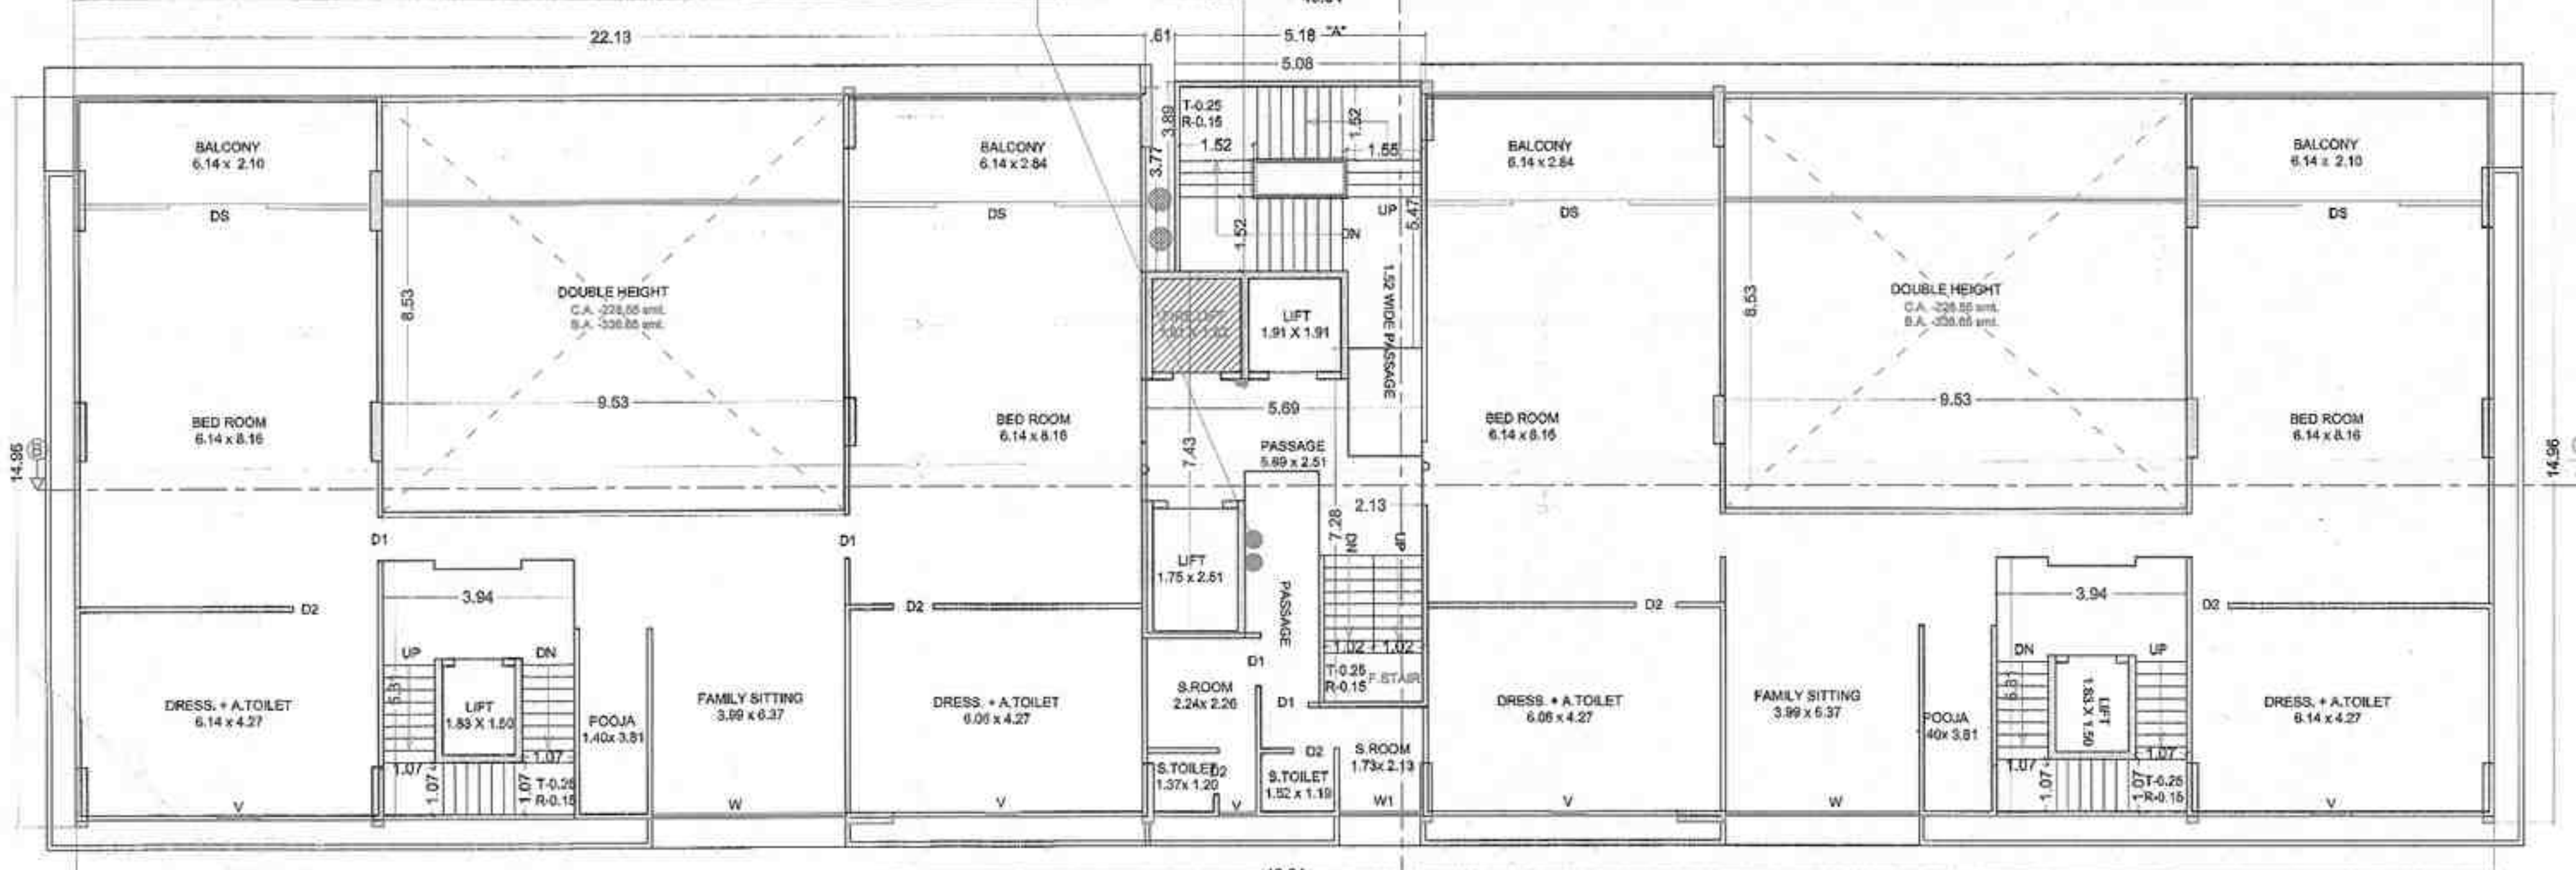 22.13
.61
5.18
"A"
5.08
BALCONY
6.14 x 2.10
BALCONY
6.14 x 2.84
3.89
3.77
T-0.25
R-0.15
1.52
1.52
1.55
1.52
UP
DN
5.47
BALCONY
6.14 x 2.84
BALCONY
6.14 x 2.10
DS
DS
DS
DS
DOUBLE HEIGHT
8.53
9.53
LIFT
1.91 X 1.91
1.52 WIDE PASSAGE
DOUBLE HEIGHT
8.53
9.53
BED ROOM
6.14 x 8.16
BED ROOM
6.14 x 8.16
5.69
PASSAGE
5.69 x 2.51
7.43
BED ROOM
6.14 x 8.16
BED ROOM
6.14 x 8.16
14.96
14.96
2.13
7.28
DN
UP
D1
D1
LIFT
1.75 x 2.51
PASSAGE
3.94
3.94
D2
D2
D2
D2
1.02
1.02
T-0.25
R-0.15
F.STAIR
D1
UP
DN
DN
UP
DRESS. + A.TOILET
6.14 x 4.27
LIFT
1.83 X 1.50
POOJA
1.40x 3.81
FAMILY SITTING
3.99 x 6.37
DRESS. + A.TOILET
6.06 x 4.27
S.ROOM
2.24x 2.26
D1
DRESS. + A.TOILET
6.06 x 4.27
FAMILY SITTING
3.99 x 6.37
POOJA
40x 3.81
LIFT
1.83 X 1.50
DRESS. + A.TOILET
6.14 x 4.27
1.07
1.07
1.07
1.07
T-0.25
R-0.15
S.TOILET
1.37x 1.20
D2
D2
S.TOILET
1.52 x 1.19
S.ROOM
1.73x 2.13
1.07
1.07
1.07
1.07
T-0.25
R-0.15
V
W
V
V
W1
V
W
V